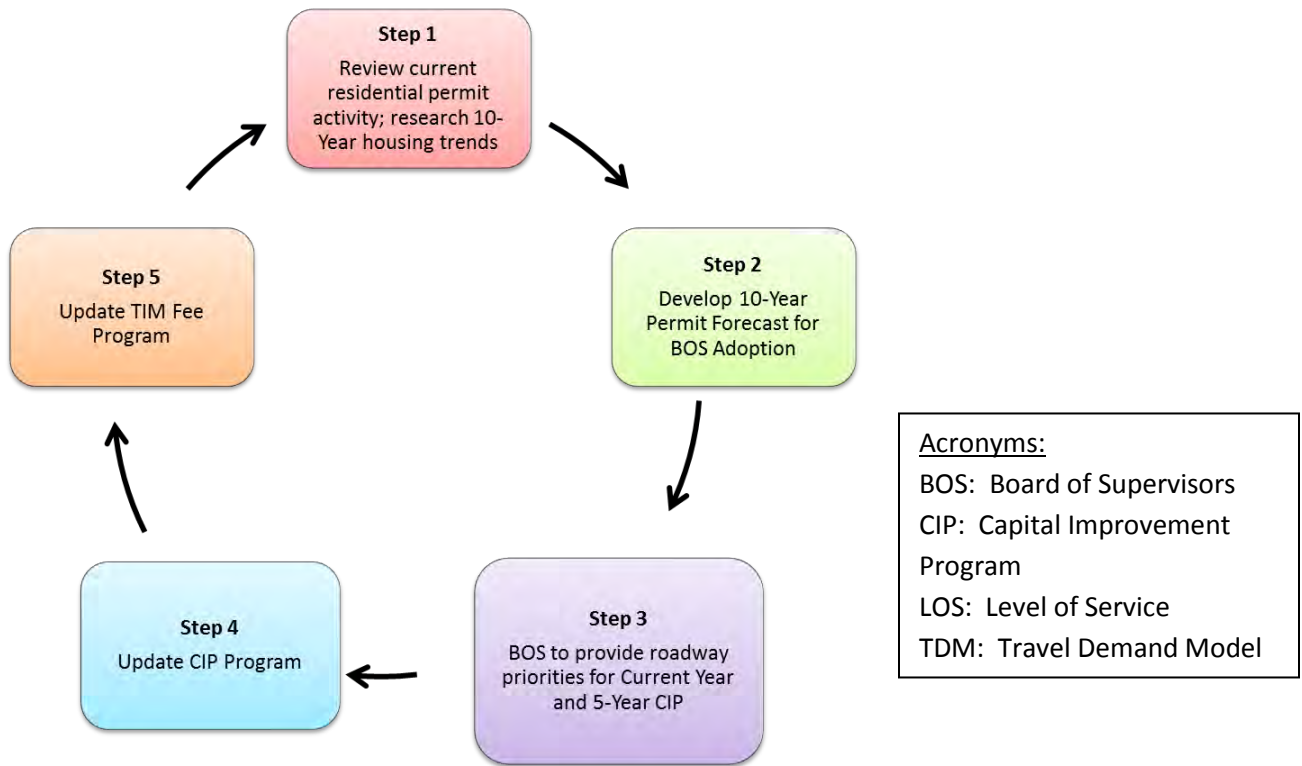 Step 1
Review current
residential permit
activity; research 10-
Year housing trends
Step 2
Develop 10-Year
Permit Forecast for
BOS Adoption
Step 3
BOS to provide roadway
priorities for Current Year
and 5-Year CIP
Step 4
Update CIP Program
Step 5
Update TIM Fee
Program
Acronyms:
BOS: Board of Supervisors
CIP: Capital Improvement
Program
LOS: Level of Service
TDM: Travel Demand Model